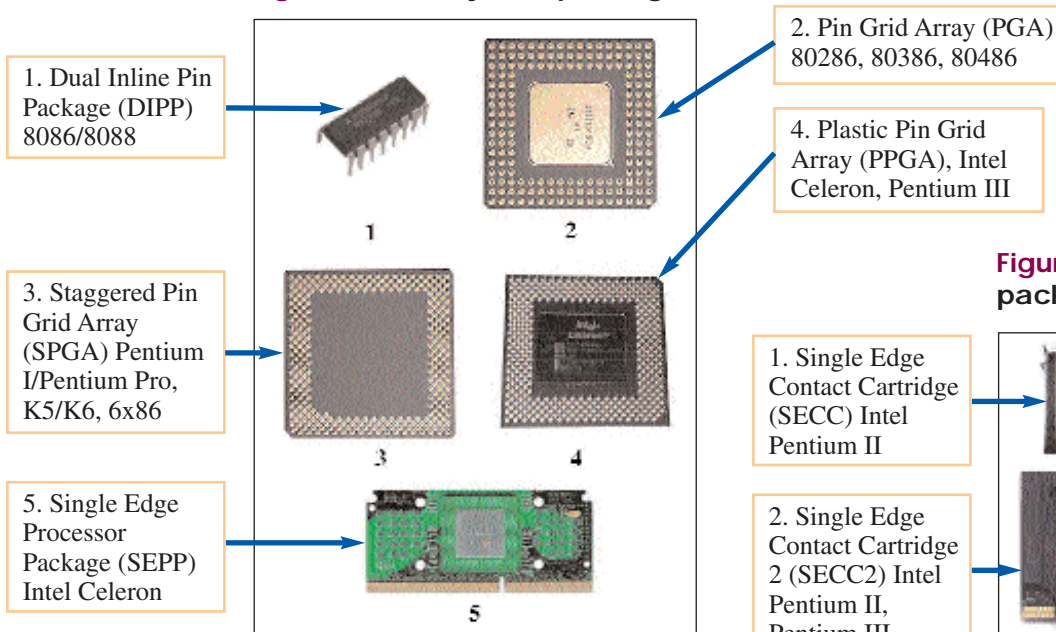 1. Dual Inline Pin
Package (DIPP)
8086/8088
2. Pin Grid Array (PGA)
80286, 80386, 80486
4. Plastic Pin Grid
Array (PPGA), Intel
Celeron, Pentium III
1
2
3. Staggered Pin
Grid Array
(SPGA) Pentium
I/Pentium Pro,
K5/K6, 6x86
3
4
5. Single Edge
Processor
Package (SEPP)
Intel Celeron
5
1. Single Edge
Contact Cartridge
(SECC) Intel
Pentium II
2. Single Edge
Contact Cartridge
2 (SECC2) Intel
Pentium II,
Pentium III